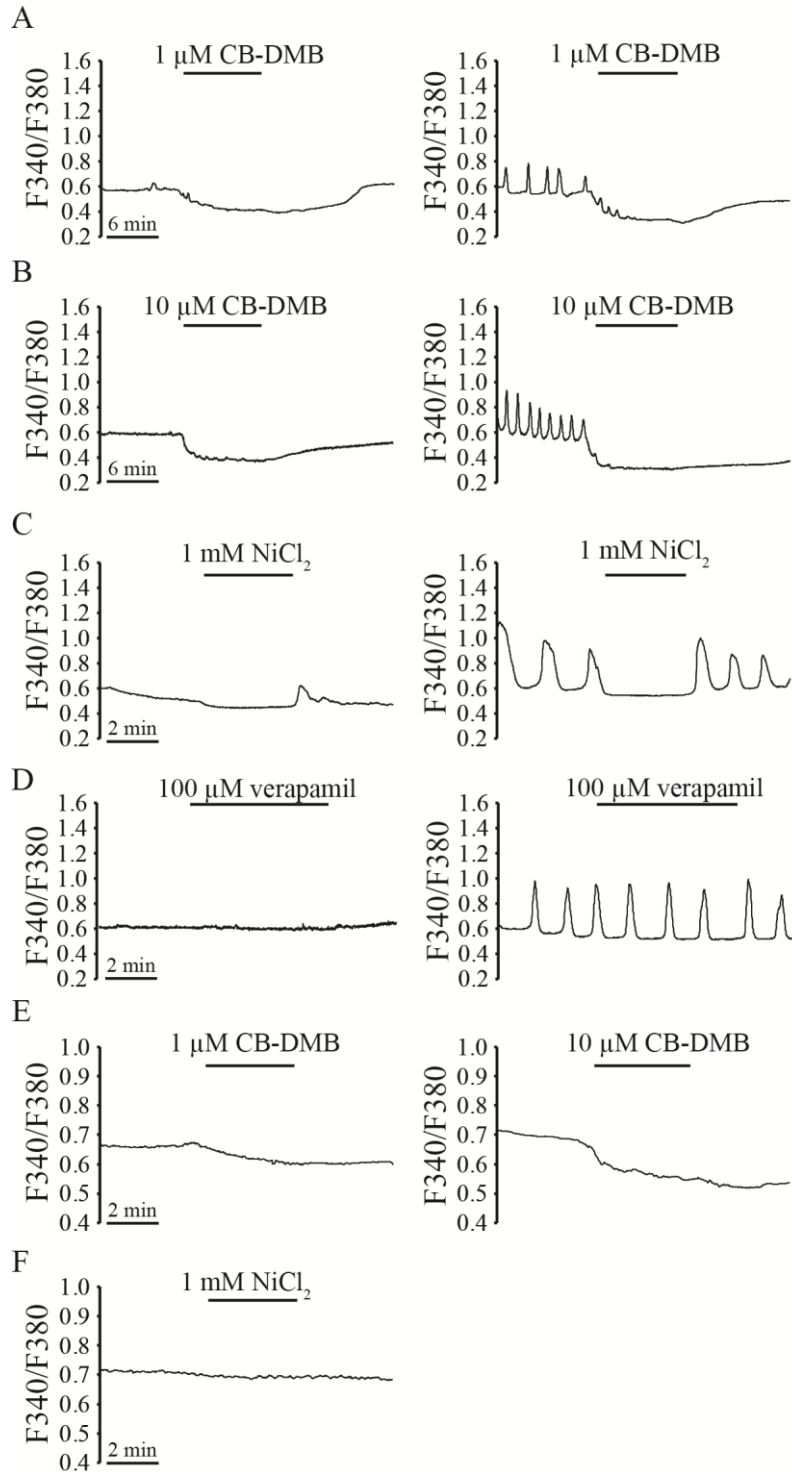 A
1 µM CB-DMB
1 µM CB-DMB
F340/F380
1.6
1.4
1.2
1.0
0.8
0.6
0.4
0.2
6 min
F340/F380
1.6
1.4
1.2
1.0
0.8
0.6
0.4
0.2
B
10 µM CB-DMB
10 µM CB-DMB
F340/F380
1.6
1.4
1.2
1.0
0.8
0.6
0.4
0.2
6 min
F340/F380
1.6
1.4
1.2
1.0
0.8
0.6
0.4
0.2
C
1 mM NiCl₂
1 mM NiCl₂
F340/F380
1.6
1.4
1.2
1.0
0.8
0.6
0.4
0.2
2 min
F340/F380
1.6
1.4
1.2
1.0
0.8
0.6
0.4
0.2
D
100 µM verapamil
100 µM verapamil
F340/F380
1.6
1.4
1.2
1.0
0.8
0.6
0.4
0.2
2 min
F340/F380
1.6
1.4
1.2
1.0
0.8
0.6
0.4
0.2
E
1 µM CB-DMB
10 µM CB-DMB
F340/F380
1.0
0.9
0.8
0.7
0.6
0.5
0.4
2 min
F340/F380
1.0
0.9
0.8
0.7
0.6
0.5
0.4
F
1 mM NiCl₂
F340/F380
1.0
0.9
0.8
0.7
0.6
0.5
0.4
2 min